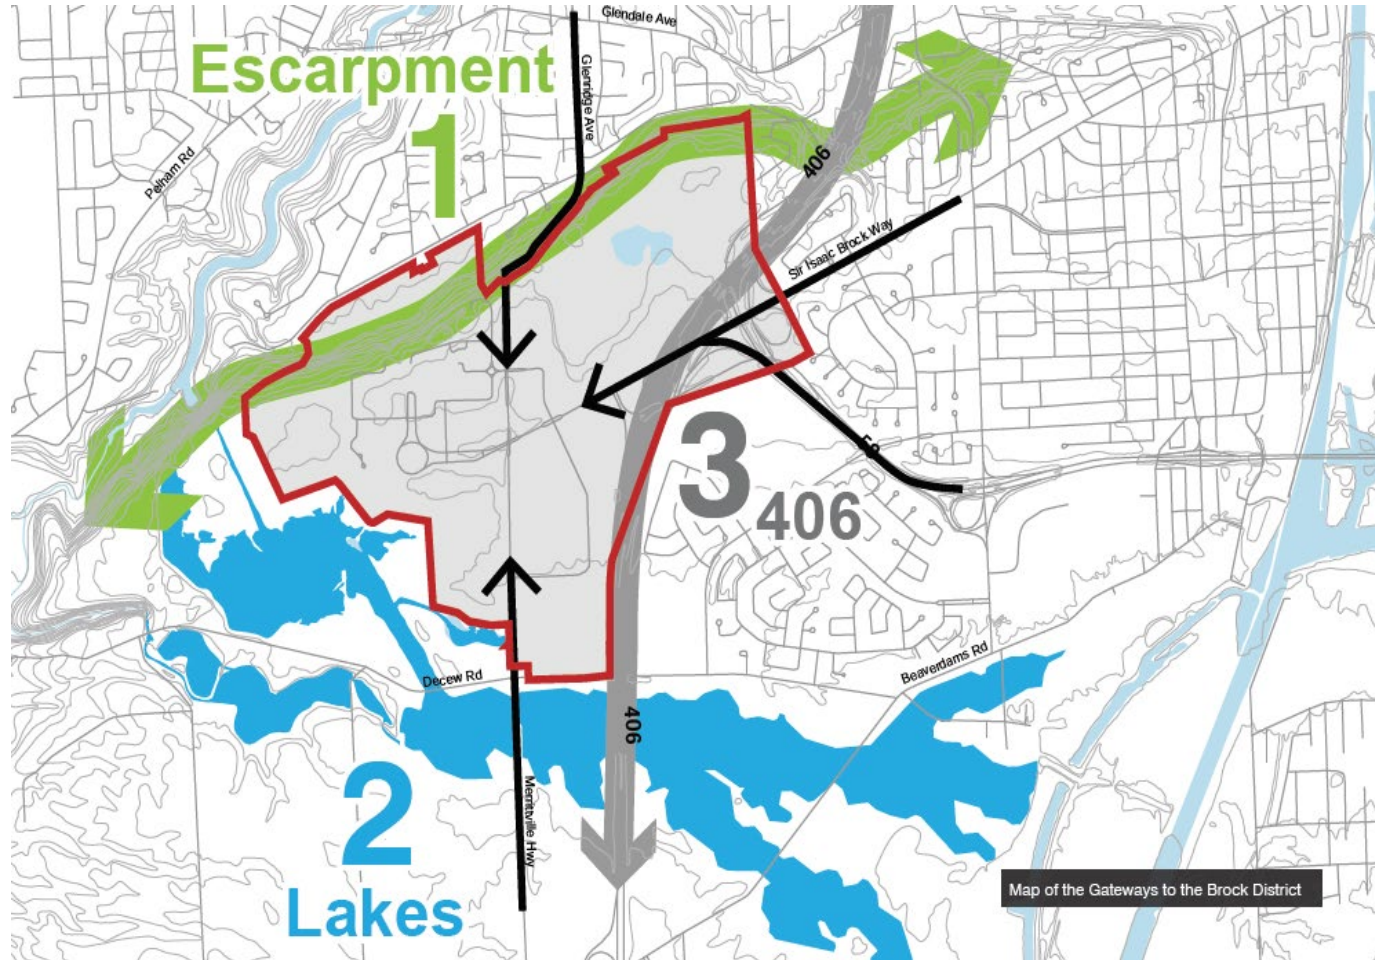 Glendale Ave
Escarpment
1
Glenridge Ave
Pelham Rd
406
Sir Isaac Brock Way
3
406
58
Decew Rd
Beaverdams Rd
406
2
Lakes
Merrittville Hwy
Map of the Gateways to the Brock District